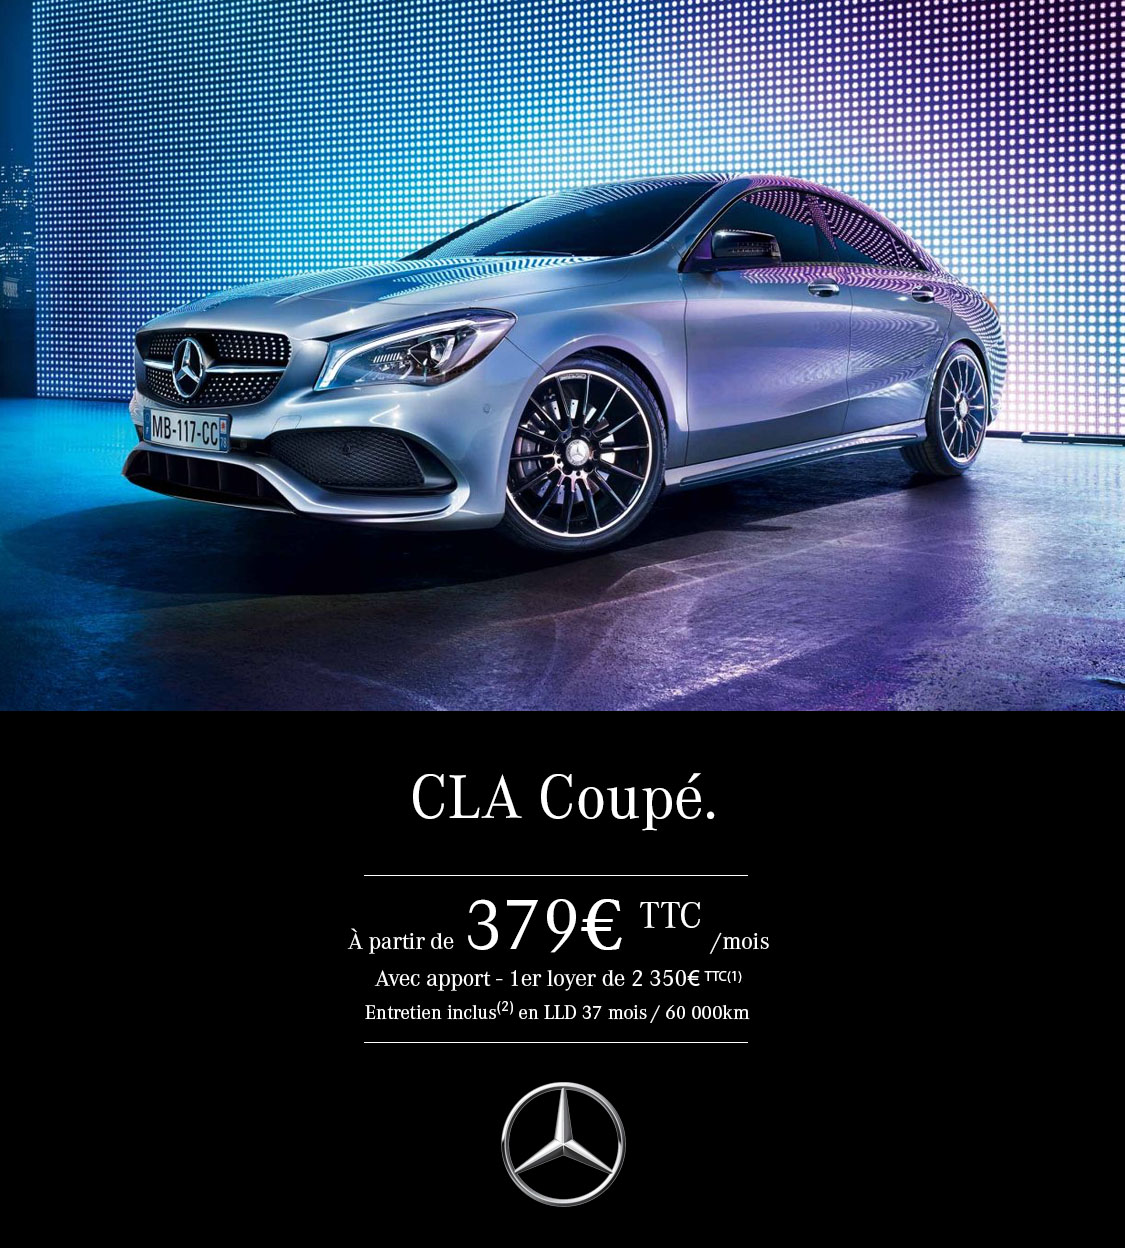 MB-117-CC
CLA Coupé.
À partir de 379€ TTC /mois
Avec apport - 1er loyer de 2 350€ TTC(1)
Entretien inclus(2) en LLD 37 mois / 60 000km